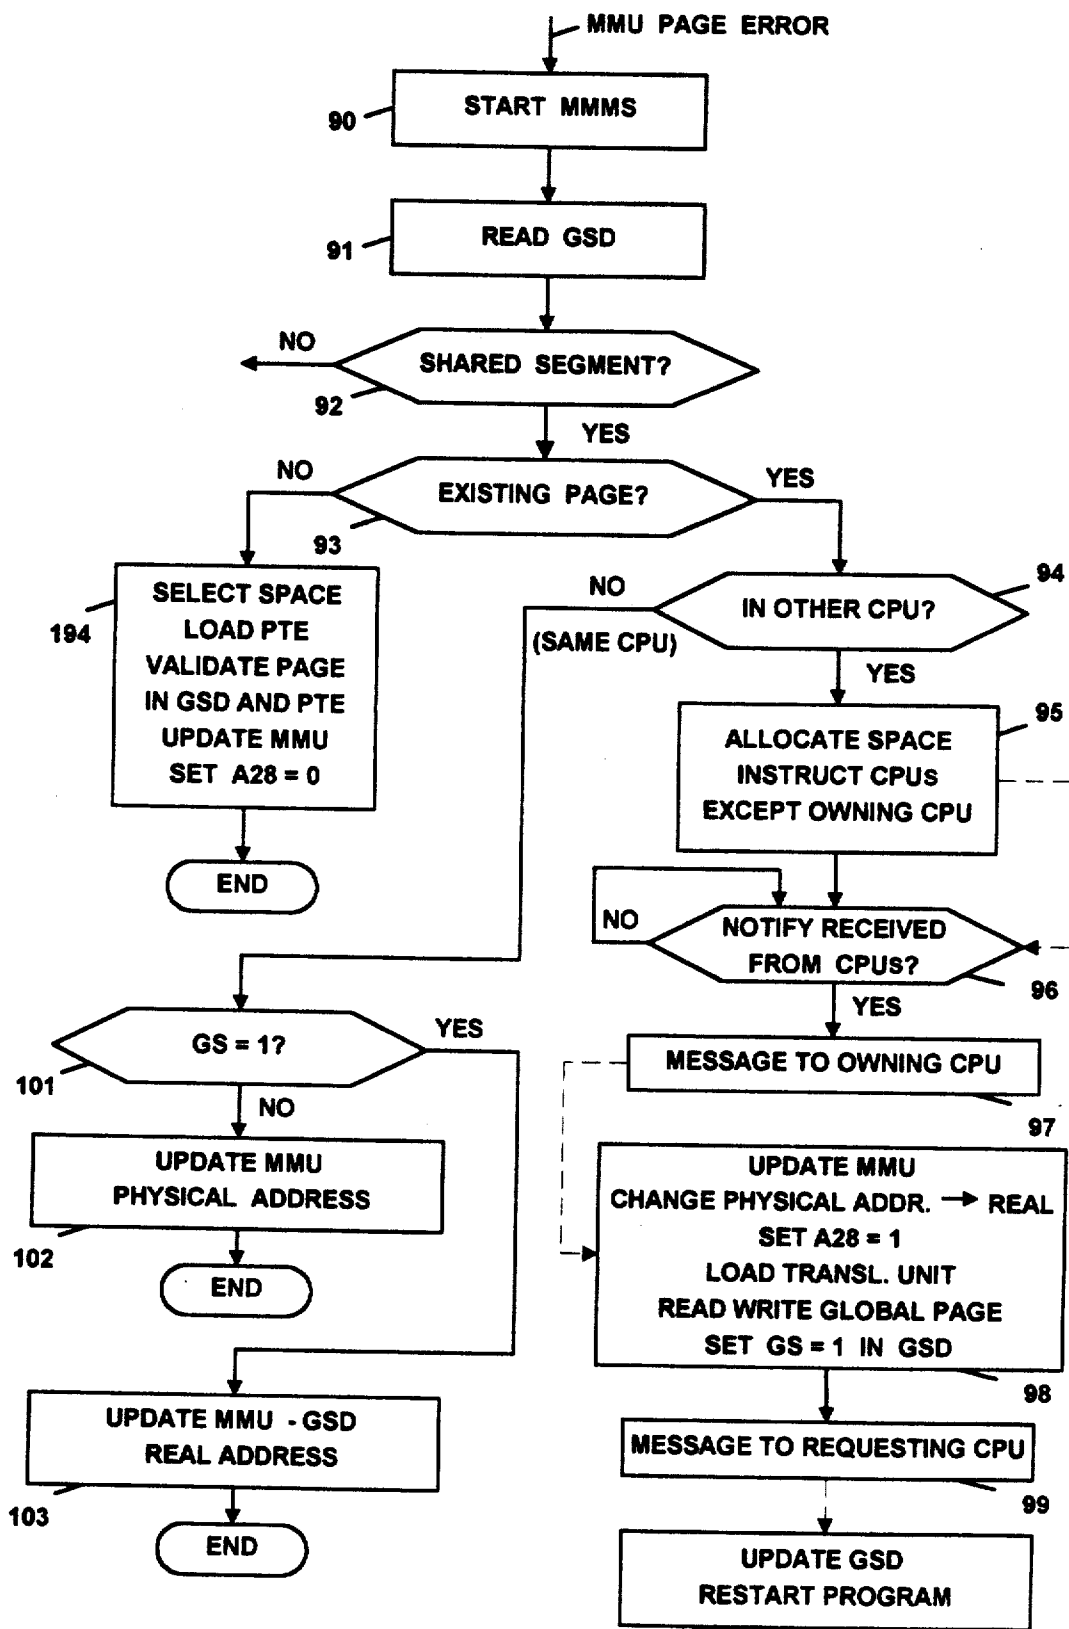 MMU PAGE ERROR
START MMMS
90
READ GSD
91
NO
SHARED SEGMENT?
92
YES
NO
EXISTING PAGE?
YES
93
SELECT SPACE
LOAD PTE
VALIDATE PAGE
IN GSD AND PTE
UPDATE MMU
SET A28 = 0
194
END
NO
(SAME CPU)
IN OTHER CPU?
94
YES
ALLOCATE SPACE
INSTRUCT CPUs
EXCEPT OWNING CPU
95
NO
NOTIFY RECEIVED
FROM CPUs?
96
YES
MESSAGE TO OWNING CPU
97
GS = 1?
YES
101
NO
UPDATE MMU
PHYSICAL ADDRESS
102
END
UPDATE MMU
CHANGE PHYSICAL ADDR. → REAL
SET A28 = 1
LOAD TRANSL. UNIT
READ WRITE GLOBAL PAGE
SET GS = 1 IN GSD
98
UPDATE MMU - GSD
REAL ADDRESS
103
END
MESSAGE TO REQUESTING CPU
99
UPDATE GSD
RESTART PROGRAM